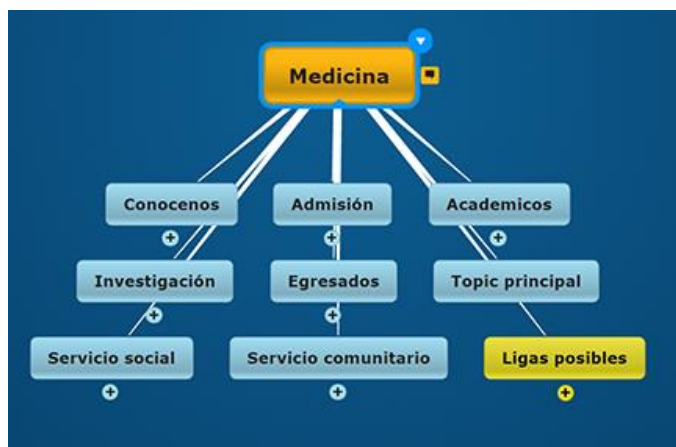 Medicina
Conocenos
Admisión
Academicos
Investigación
Egresados
Topic principal
Servicio social
Servicio comunitario
Ligas posibles